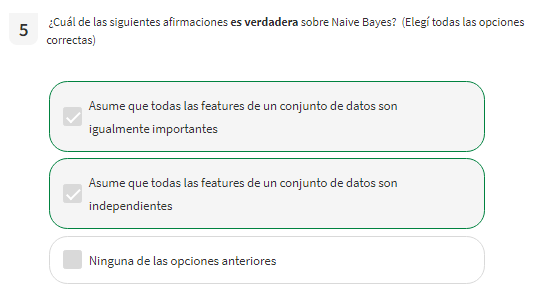 5
¿Cuál de las siguientes afirmaciones es verdadera sobre Naive Bayes? (Elegí todas las opciones
correctas)
Asume que todas las features de un conjunto de datos son
igualmente importantes
Asume que todas las features de un conjunto de datos son
independientes
Ninguna de las opciones anteriores